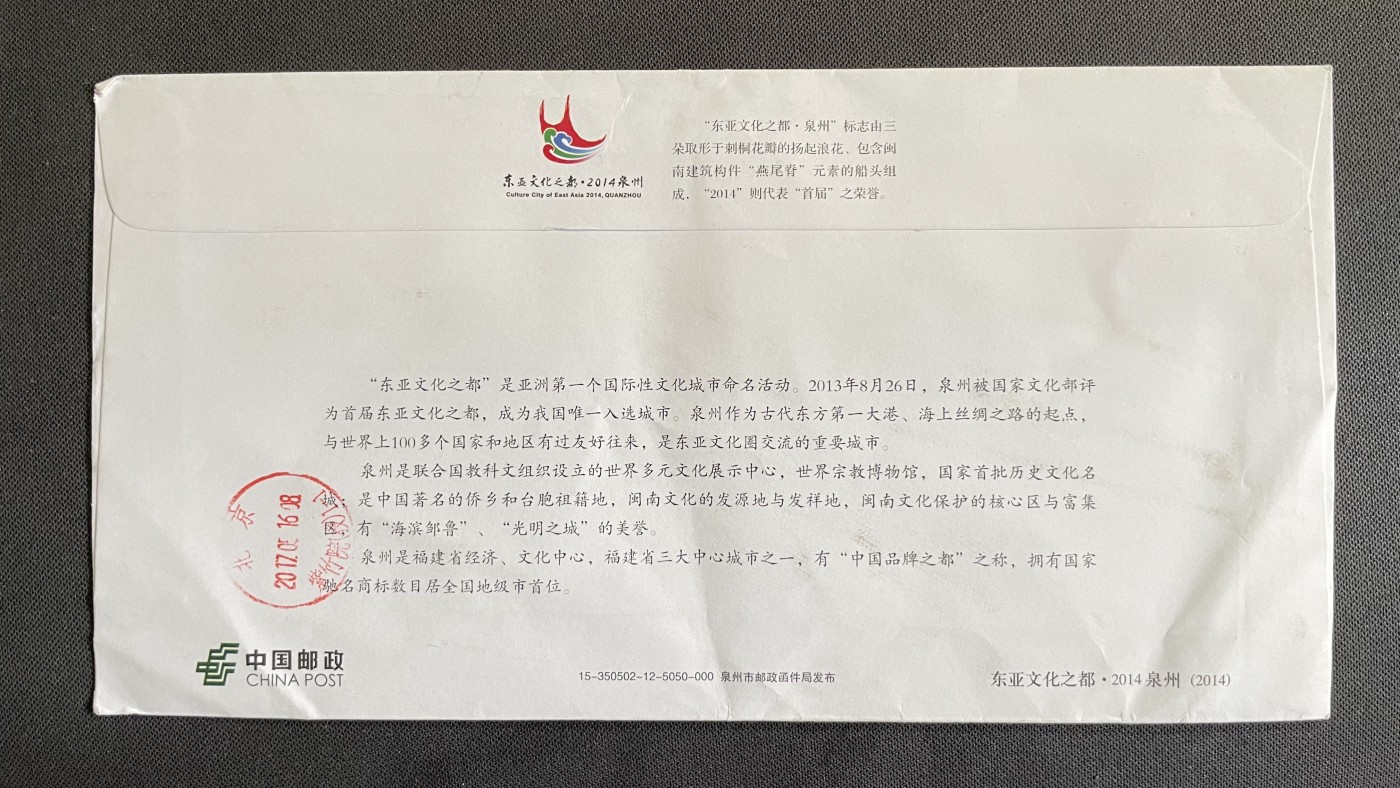 东亚文化之都·2014泉州
Culture City of East Asia 2014, QUANZHOU
“东亚文化之都·泉州”标志由三
朵取形于刺桐花瓣的扬起浪花、包含闽
南建筑构件“燕尾脊”元素的船头组
成，“2014”则代表“首届”之荣誉。
“东亚文化之都”是亚洲第一个国际性文化城市命名活动。2013年8月26日，泉州被国家文化部评
为首届东亚文化之都，成为我国唯一入选城市。泉州作为古代东方第一大港、海上丝绸之路的起点，
与世界上100多个国家和地区有过友好往来，是东亚文化圈交流的重要城市。
泉州是联合国教科文组织设立的世界多元文化展示中心，世界宗教博物馆，国家首批历史文化名
城；是中国著名的侨乡和台胞祖籍地，闽南文化的发源地与发祥地，闽南文化保护的核心区与富集
区，有“海滨邹鲁”、“光明之城”的美誉。
泉州是福建省经济、文化中心，福建省三大中心城市之一，有“中国品牌之都”之称，拥有国家
驰名商标数目居全国地级市首位。
北京
16
紫竹院
中国邮政
CHINA POST
15-350502-12-5050-000 泉州市邮政函件局发布
东亚文化之都·2014泉州（2014）